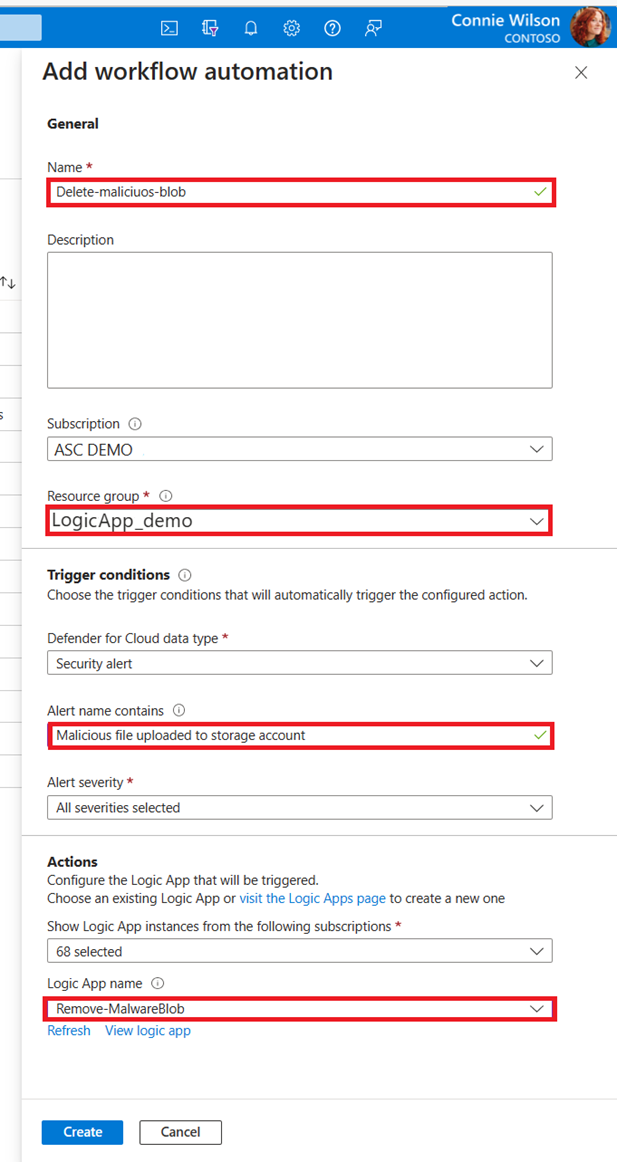 Connie Wilson
CONTOSO
Add workflow automation
General
Name *
Delete-maliciuos-blob
Description
Subscription
ASC DEMO
Resource group *
LogicApp_demo
Trigger conditions
Choose the trigger conditions that will automatically trigger the configured action.
Defender for Cloud data type *
Security alert
Alert name contains
Malicious file uploaded to storage account
Alert severity *
All severities selected
Actions
Configure the Logic App that will be triggered.
Choose an existing Logic App or visit the Logic Apps page to create a new one
Show Logic App instances from the following subscriptions *
68 selected
Logic App name
Remove-MalwareBlob
Refresh View logic app
Create Cancel